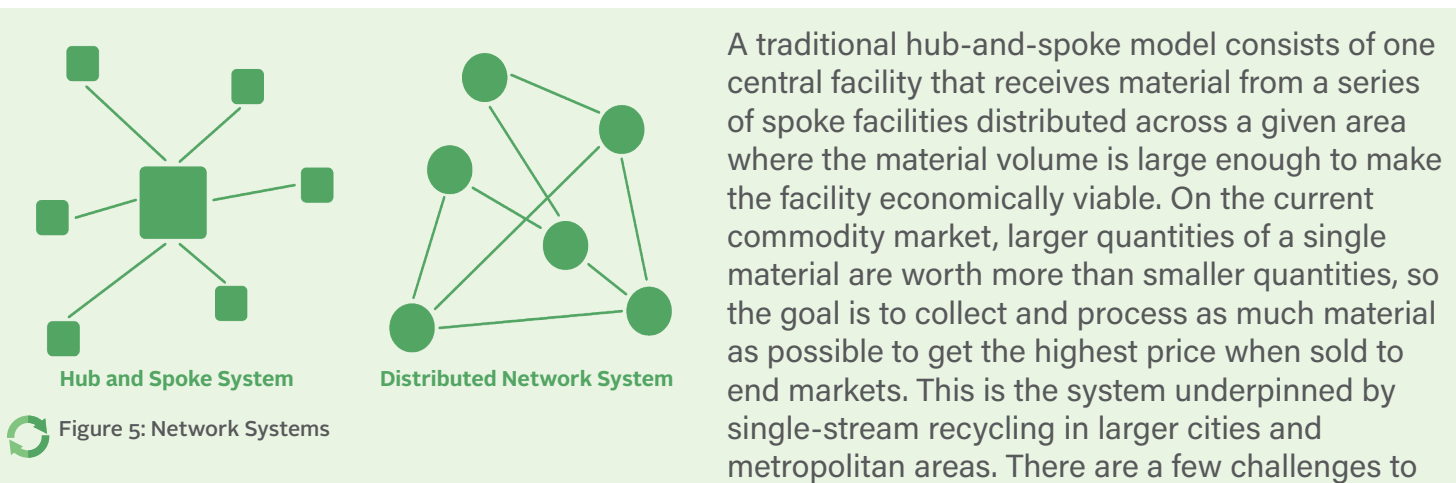 Hub and Spoke System
Distributed Network System
Figure 5: Network Systems
A traditional hub-and-spoke model consists of one
central facility that receives material from a series
of spoke facilities distributed across a given area
where the material volume is large enough to make
the facility economically viable. On the current
commodity market, larger quantities of a single
material are worth more than smaller quantities, so
the goal is to collect and process as much material
as possible to get the highest price when sold to
end markets. This is the system underpinned by
single-stream recycling in larger cities and
metropolitan areas. There are a few challenges to